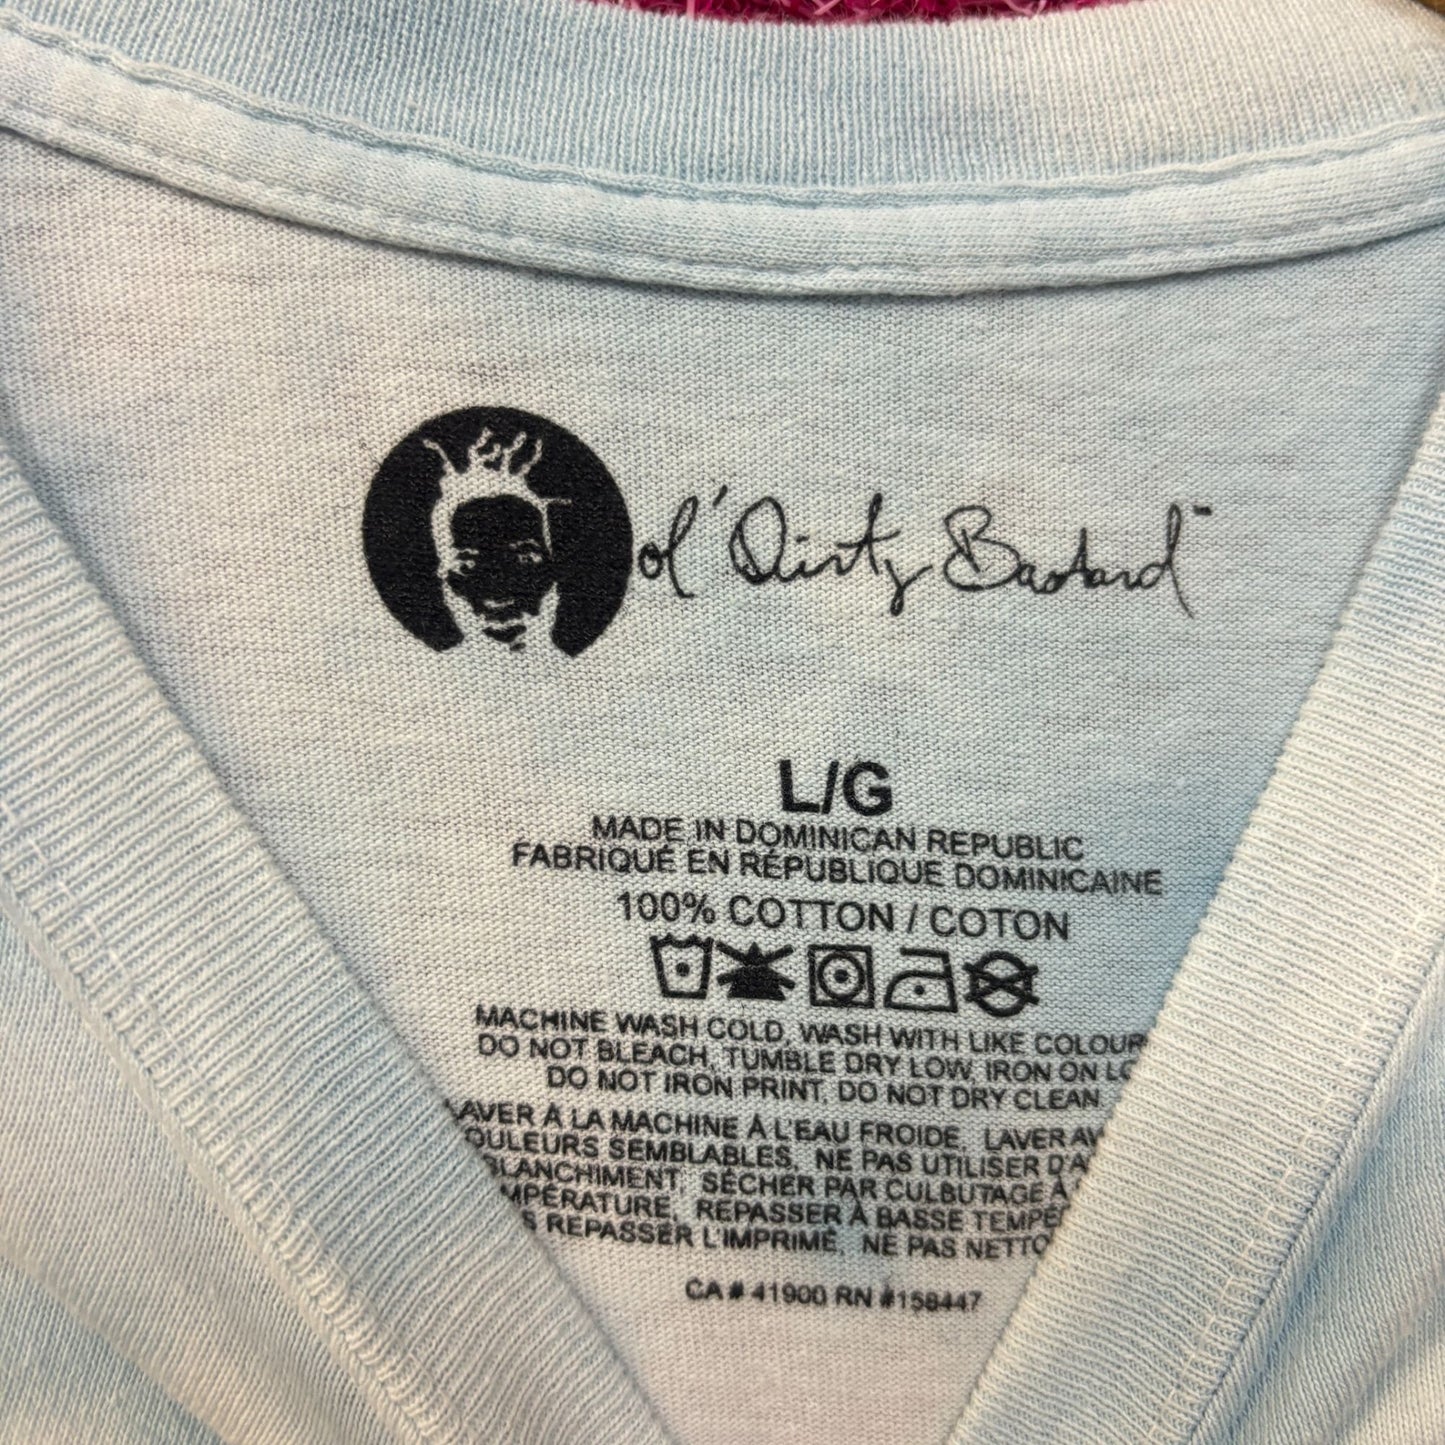 ol' Dirty Bastard
L/G
MADE IN DOMINICAN REPUBLIC
FABRIQUÉ EN RÉPUBLIQUE DOMINICAINE
100% COTTON / COTON
MACHINE WASH COLD, WASH WITH LIKE COLOUR
DO NOT BLEACH, TUMBLE DRY LOW, IRON ON LO
DO NOT IRON PRINT, DO NOT DRY CLEAN
AVER À LA MACHINE À L'EAU FROIDE, LAVER AV
OULEURS SEMBLABLES, NE PAS UTILISER D'A
BLANCHIMENT, SÉCHER PAR CULBUTAGE À
MPÉRATURE, REPASSER À BASSE TEMPÉ
S REPASSER L'IMPRIMÉ, NE PAS NETTO
CA # 41900 RN #158447